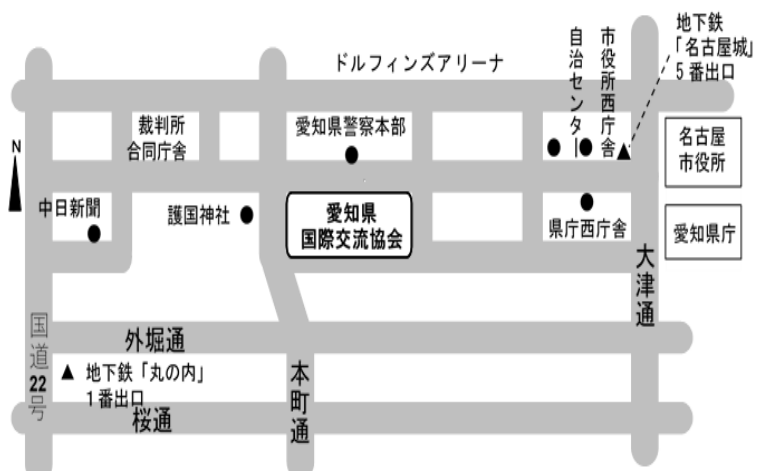 ドルフィンズアリーナ
自治センター
市役所西庁舎
地下鉄
「名古屋城」
5番出口
N
裁判所
合同庁舎
愛知県警察本部
名古屋
市役所
中日新聞
護国神社
愛知県
国際交流協会
県庁西庁舎
愛知県庁
大津通
国道22号
外堀通
地下鉄「丸の内」
1番出口
本町通
桜通